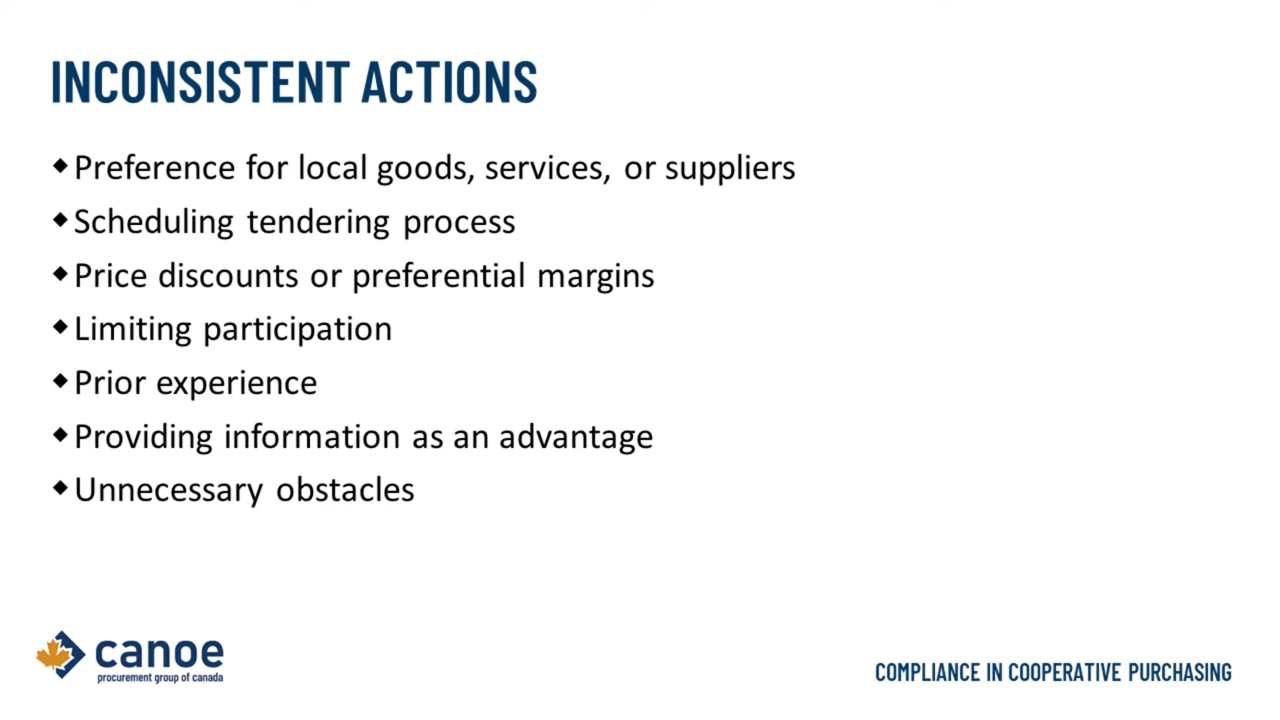 INCONSISTENT ACTIONS
◆Preference for local goods, services, or suppliers
◆Scheduling tendering process
◆Price discounts or preferential margins
◆Limiting participation
◆Prior experience
◆Providing information as an advantage
◆Unnecessary obstacles
canoe
procurement group of canada
COMPLIANCE IN COOPERATIVE PURCHASING